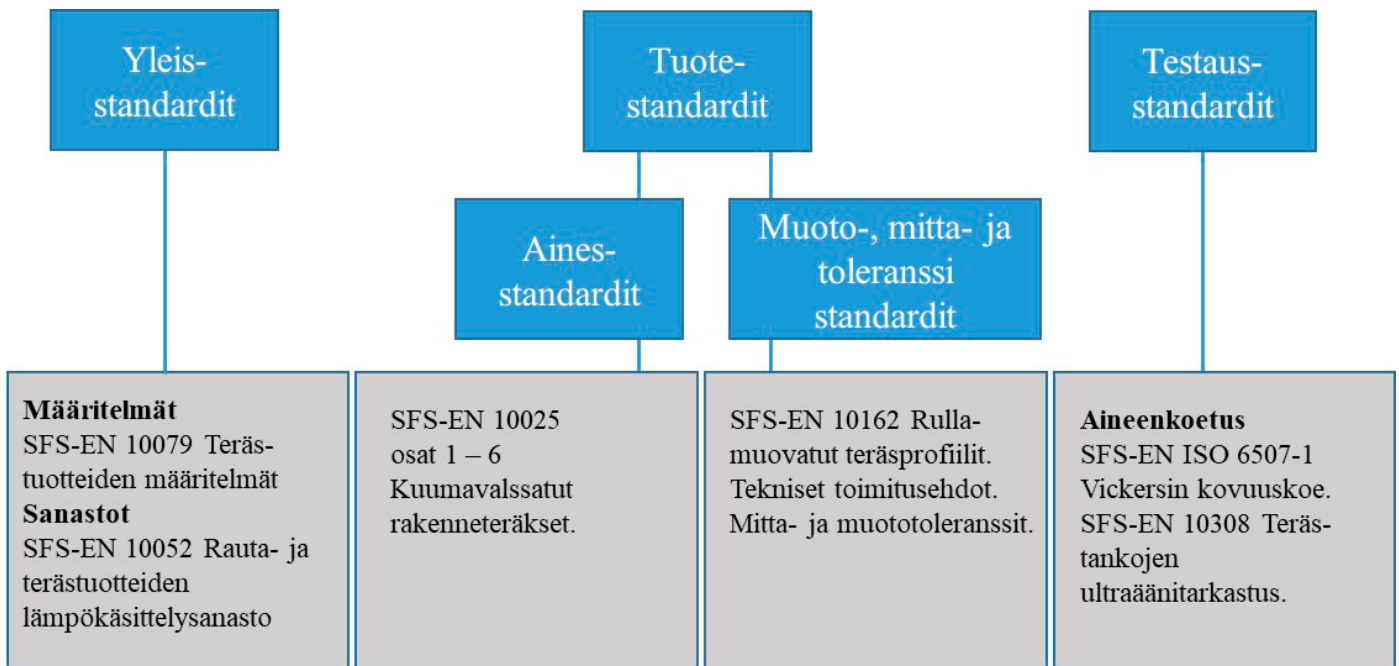 Yleis-
standardit
Tuote-
standardit
Testaus-
standardit
Aines-
standardit
Muoto-, mitta- ja
toleranssi
standardit
Määritelmät
SFS-EN 10079 Teräs-
tuotteiden määritelmät
Sanastot
SFS-EN 10052 Rauta- ja
terästuotteiden
lämpökäsittelysanasto
SFS-EN 10025
osat 1 – 6
Kuumavalssatut
rakenneteräkset.
SFS-EN 10162 Rulla-
muovatut teräsprofiilit.
Tekniset toimitusehdot.
Mitta- ja muototoleranssit.
Aineenkoetus
SFS-EN ISO 6507-1
Vickersin kovuuskoe.
SFS-EN 10308 Teräs-
tankojen
ultraäänitarkastus.